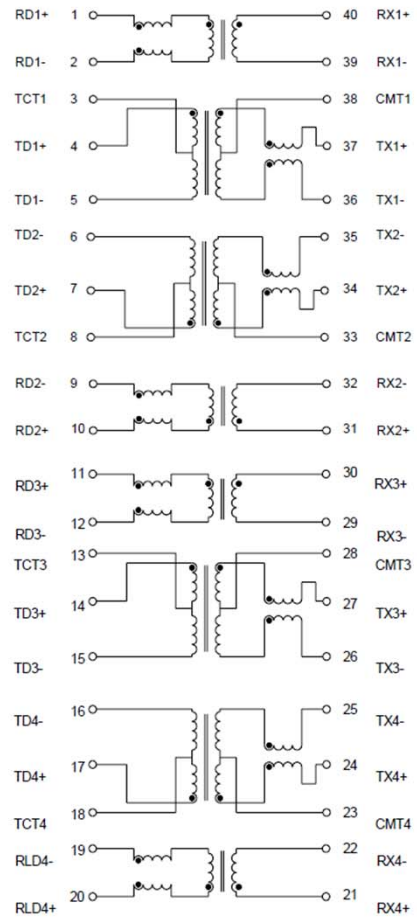 RD1+ 1 40 RX1+
RD1- 2 39 RX1-
TCT1 3 38 CMT1
TD1+ 4 37 TX1+
TD1- 5 36 TX1-
TD2- 6 35 TX2-
TD2+ 7 34 TX2+
TCT2 8 33 CMT2
RD2- 9 32 RX2-
RD2+ 10 31 RX2+
RD3+ 11 30 RX3+
RD3- 12 29 RX3-
TCT3 13 28 CMT3
TD3+ 14 27 TX3+
TD3- 15 26 TX3-
TD4- 16 25 TX4-
TD4+ 17 24 TX4+
TCT4 18 23 CMT4
RLD4- 19 22 RX4-
RLD4+ 20 21 RX4+